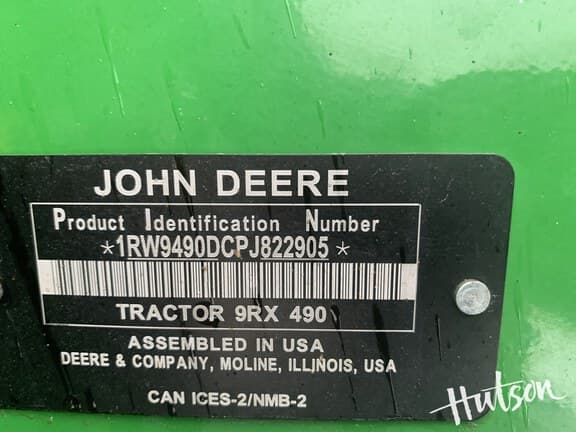 JOHN DEERE
Product Identification Number
*1RW9490DCPJ822905*
TRACTOR 9RX 490
ASSEMBLED IN USA
DEERE & COMPANY, MOLINE, ILLINOIS, USA
CAN ICES-2/NMB-2
Hutson